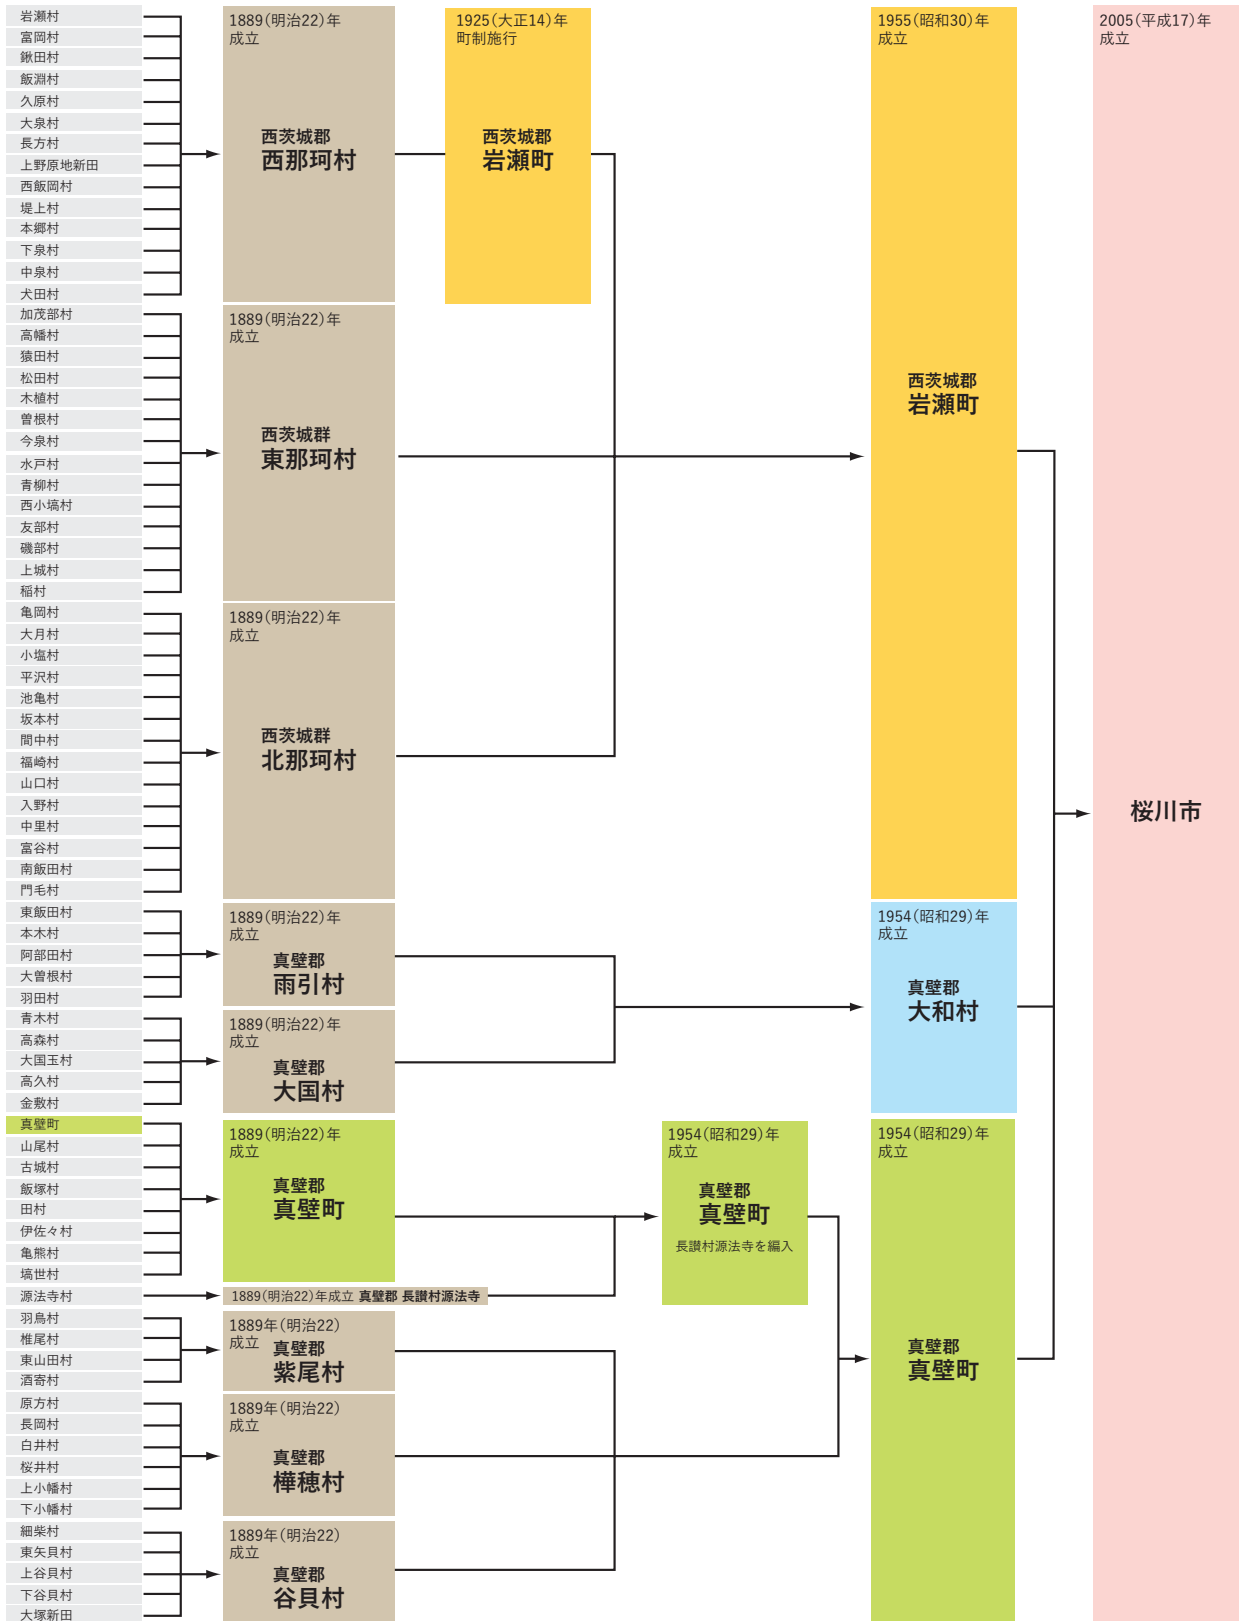 岩瀬村
富岡村
鍬田村
飯淵村
久原村
大泉村
長方村
上野原地新田
西飯岡村
堤上村
本郷村
下泉村
中泉村
犬田村
加茂部村
高幡村
猿田村
松田村
木植村
曽根村
今泉村
水戸村
青柳村
西小塙村
友部村
磯部村
上城村
稲村
亀岡村
大月村
小塩村
平沢村
池亀村
坂本村
間中村
福崎村
山口村
入野村
中里村
富谷村
南飯田村
門毛村
東飯田村
本木村
阿部田村
大曽根村
羽田村
青木村
高森村
大国玉村
高久村
金敷村
真壁町
山尾村
古城村
飯塚村
田村
伊佐々村
亀熊村
塙世村
源法寺村
羽鳥村
椎尾村
東山田村
酒寄村
原方村
長岡村
白井村
桜井村
上小幡村
下小幡村
細柴村
東矢貝村
上谷貝村
下谷貝村
大塚新田
1889(明治22)年
成立
西茨城郡
西那珂村
1889(明治22)年
成立
西茨城群
東那珂村
1889(明治22)年
成立
西茨城群
北那珂村
1889(明治22)年
成立
真壁郡
雨引村
1889(明治22)年
成立
真壁郡
大国村
1889(明治22)年
成立
真壁郡
真壁町
1889(明治22)年成立 真壁郡 長讃村源法寺
1889年(明治22)
成立
真壁郡
紫尾村
1889年(明治22)
成立
真壁郡
樺穂村
1889年(明治22)
成立
真壁郡
谷貝村
1925(大正14)年
町制施行
西茨城郡
岩瀬町
1954(昭和29)年
成立
真壁郡
真壁町
長讃村源法寺を編入
1955(昭和30)年
成立
西茨城郡
岩瀬町
1954(昭和29)年
成立
真壁郡
大和村
1954(昭和29)年
成立
真壁郡
真壁町
2005(平成17)年
成立
桜川市